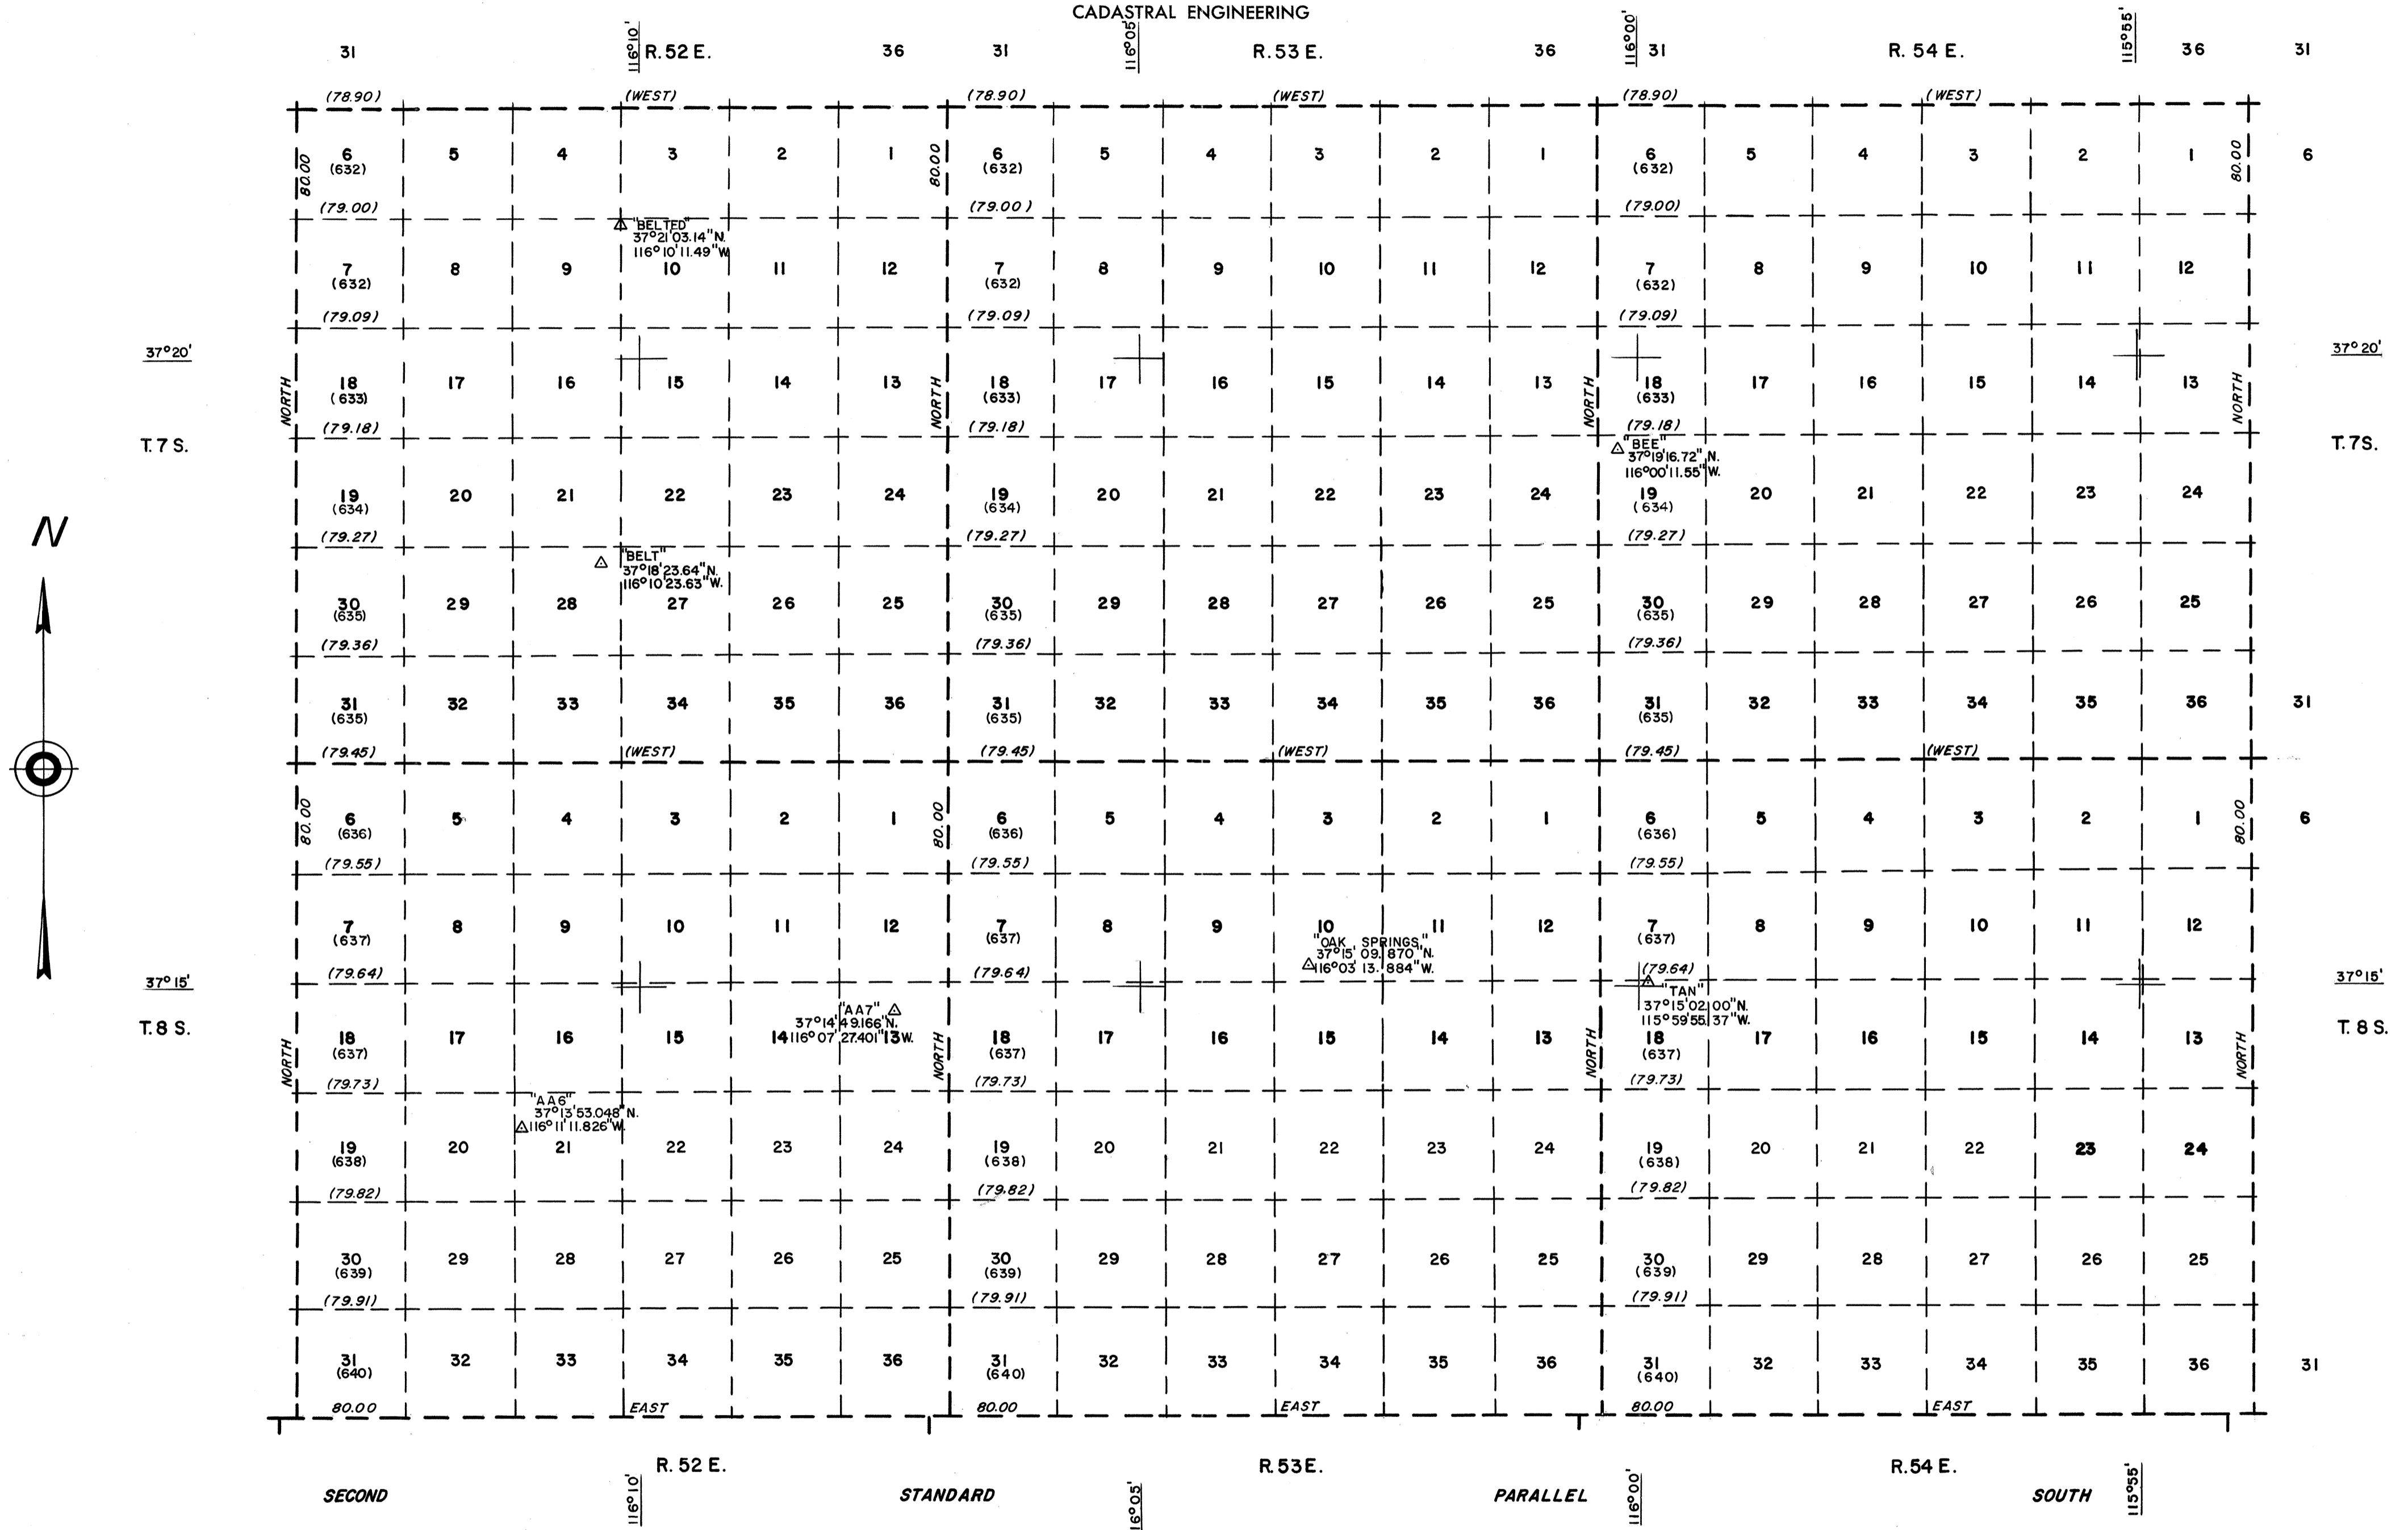 CADASTRAL ENGINEERING
31 116°10' R. 52 E. 36 31 116°05' R. 53 E. 36 116°00' 31 R. 54 E. 115°55' 36 31
(78.90) (WEST) (78.90) (WEST) (78.90) (WEST)
80.00 80.00 80.00
6 5 4 3 2 1 6 5 4 3 2 1 6 5 4 3 2 1 6
(632) (632) (632)
(79.00) (79.00) (79.00)
"BELTED"
37°21'03.14"N.
116°10'11.49"W.
7 8 9 10 11 12 7 8 9 10 11 12 7 8 9 10 11 12
(632) (632) (632)
(79.09) (79.09) (79.09)
37°20' 37°20'
18 17 16 15 14 13 18 17 16 15 14 13 18 17 16 15 14 13
(633) (633) (633)
NORTH NORTH NORTH NORTH
(79.18) (79.18) (79.18)
T. 7 S. T. 7 S.
"BEE"
37°19'16.72"N.
116°00'11.55"W.
19 20 21 22 23 24 19 20 21 22 23 24 19 20 21 22 23 24
(634) (634) (634)
N
(79.27) (79.27) (79.27)
"BELT"
37°18'23.64"N.
116°10'23.63"W.
30 29 28 27 26 25 30 29 28 27 26 25 30 29 28 27 26 25
(635) (635) (635)
(79.36) (79.36) (79.36)
31 32 33 34 35 36 31 32 33 34 35 36 31 32 33 34 35 36 31
(635) (635) (635)
(79.45) (WEST) (79.45) (WEST) (79.45) (WEST)
80.00 80.00 80.00
6 5 4 3 2 1 6 5 4 3 2 1 6 5 4 3 2 1 6
(636) (636) (636)
(79.55) (79.55) (79.55)
7 8 9 10 11 12 7 8 9 10 11 12 7 8 9 10 11 12
(637) (637) (637)
"OAK SPRINGS"
37°15' 09.870"N.
116°03' 13.884"W.
(79.64) (79.64) (79.64)
37°15' 37°15'
"TAN"
37°15'02.00"N.
115°59'55.37"W.
"AA7"
37°14'49.166"N.
116°07'27.401"W.
T. 8 S. T. 8 S.
18 17 16 15 14 13 18 17 16 15 14 13 18 17 16 15 14 13
(637) (637) (637)
NORTH NORTH NORTH NORTH
(79.73) (79.73) (79.73)
"AA6"
37°13'53.048"N.
116°11'11.826"W.
19 20 21 22 23 24 19 20 21 22 23 24 19 20 21 22 23 24
(638) (638) (638)
(79.82) (79.82) (79.82)
30 29 28 27 26 25 30 29 28 27 26 25 30 29 28 27 26 25
(639) (639) (639)
(79.91) (79.91) (79.91)
31 32 33 34 35 36 31 32 33 34 35 36 31 32 33 34 35 36 31
(640) (640) (640)
80.00 EAST 80.00 EAST 80.00 EAST
R. 52 E. R. 53 E. R. 54 E.
SECOND 116°10' STANDARD 16°05' PARALLEL 116°00' SOUTH 115°55'